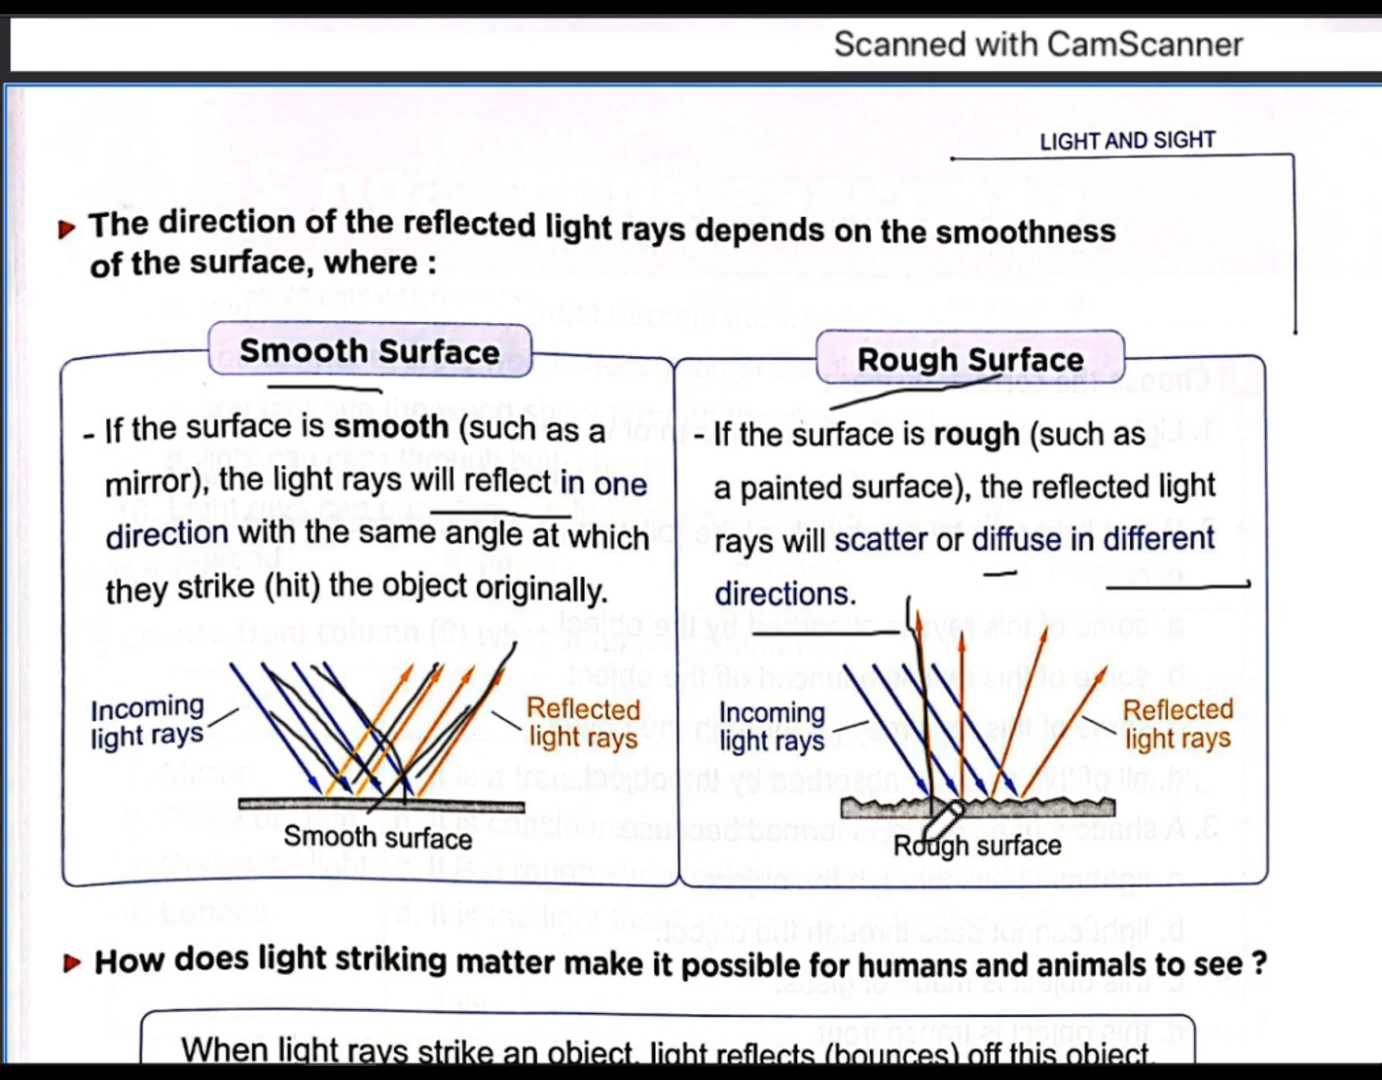 Scanned with CamScanner
LIGHT AND SIGHT
The direction of the reflected light rays depends on the smoothness
of the surface, where :
Smooth Surface
- If the surface is smooth (such as a
mirror), the light rays will reflect in one
direction with the same angle at which
they strike (hit) the object originally.
Incoming
light rays
Reflected
light rays
Smooth surface
Rough Surface
- If the surface is rough (such as
a painted surface), the reflected light
rays will scatter or diffuse in different
directions.
Incoming
light rays
Reflected
light rays
Rough surface
How does light striking matter make it possible for humans and animals to see ?
When light rays strike an object, light reflects (bounces) off this object,